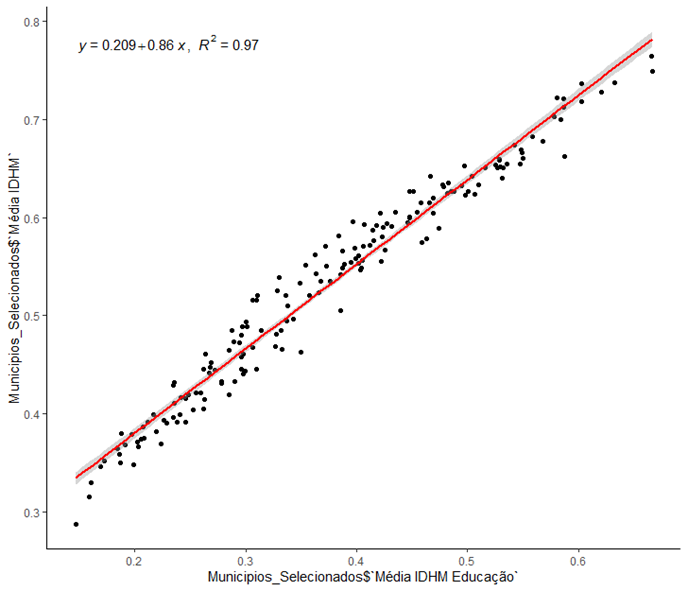 y = 0.209+0.86 x, R² = 0.97
0.8
0.7
0.6
0.5
0.4
0.3
Municipios_Selecionados$`Média IDHM`
0.2 0.3 0.4 0.5 0.6
Municipios_Selecionados$`Média IDHM Educação`